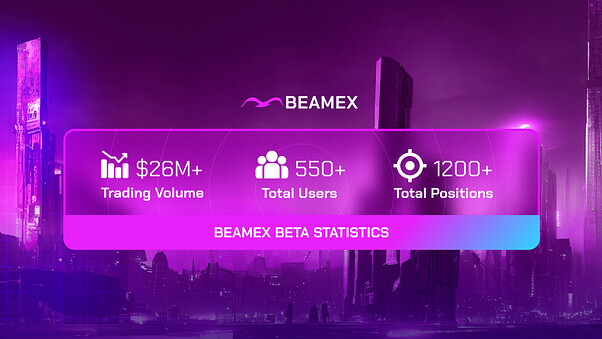 BEAMEX
$26M+
Trading Volume
550+
Total Users
1200+
Total Positions
BEAMEX BETA STATISTICS